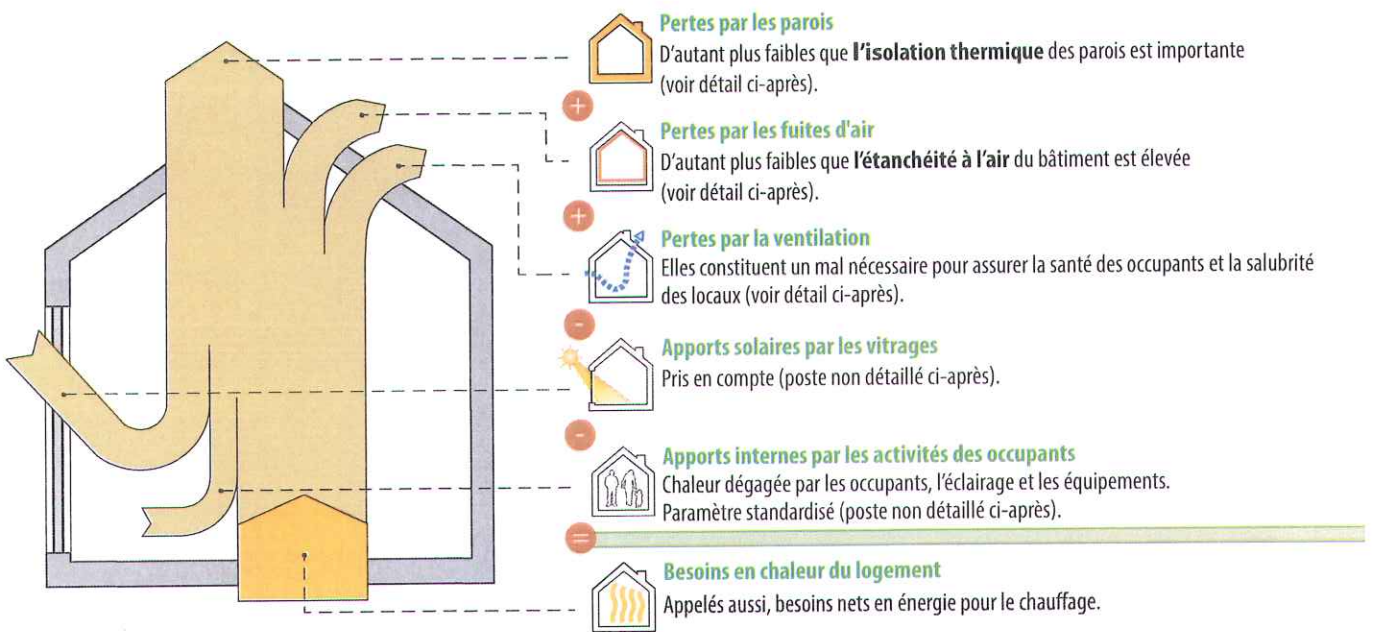 Pertes par les parois
D'autant plus faibles que l'isolation thermique des parois est importante
(voir détail ci-après).
+
Pertes par les fuites d'air
D'autant plus faibles que l'étanchéité à l'air du bâtiment est élevée
(voir détail ci-après).
+
Pertes par la ventilation
Elles constituent un mal nécessaire pour assurer la santé des occupants et la salubrité
des locaux (voir détail ci-après).
-
Apports solaires par les vitrages
Pris en compte (poste non détaillé ci-après).
-
Apports internes par les activités des occupants
Chaleur dégagée par les occupants, l'éclairage et les équipements.
Paramètre standardisé (poste non détaillé ci-après).
=
Besoins en chaleur du logement
Appelés aussi, besoins nets en énergie pour le chauffage.